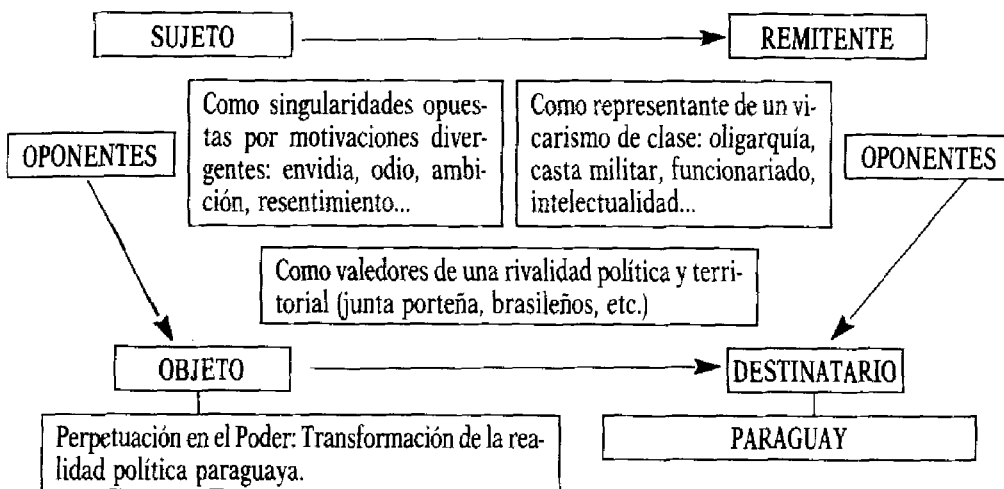 SUJETO
REMITENTE
OPONENTES
Como singularidades opues-
tas por motivaciones diver-
gentes: envidia, odio, ambi-
ción, resentimiento...
Como representante de un vi-
carismo de clase: oligarquía,
casta militar, funcionariado,
intelectualidad...
OPONENTES
Como valedores de una rivalidad política y terri-
torial (junta porteña, brasileños, etc.)
OBJETO
DESTINATARIO
Perpetuación en el Poder: Transformación de la rea-
lidad política paraguaya.
PARAGUAY